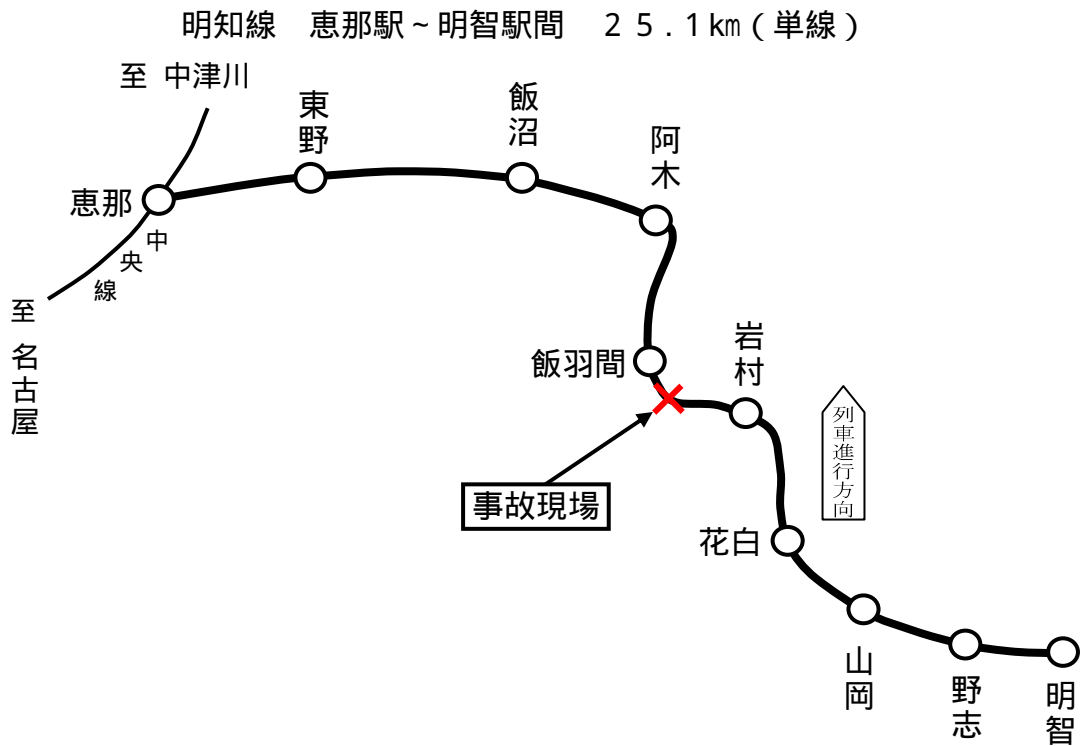 明知線　恵那駅～明智駅間　２５.１㎞（単線）
至 中津川
東野
飯沼
阿木
恵那
中央線
至 名古屋
飯羽間
岩村
列車進行方向
事故現場
花白
山岡
野志
明智